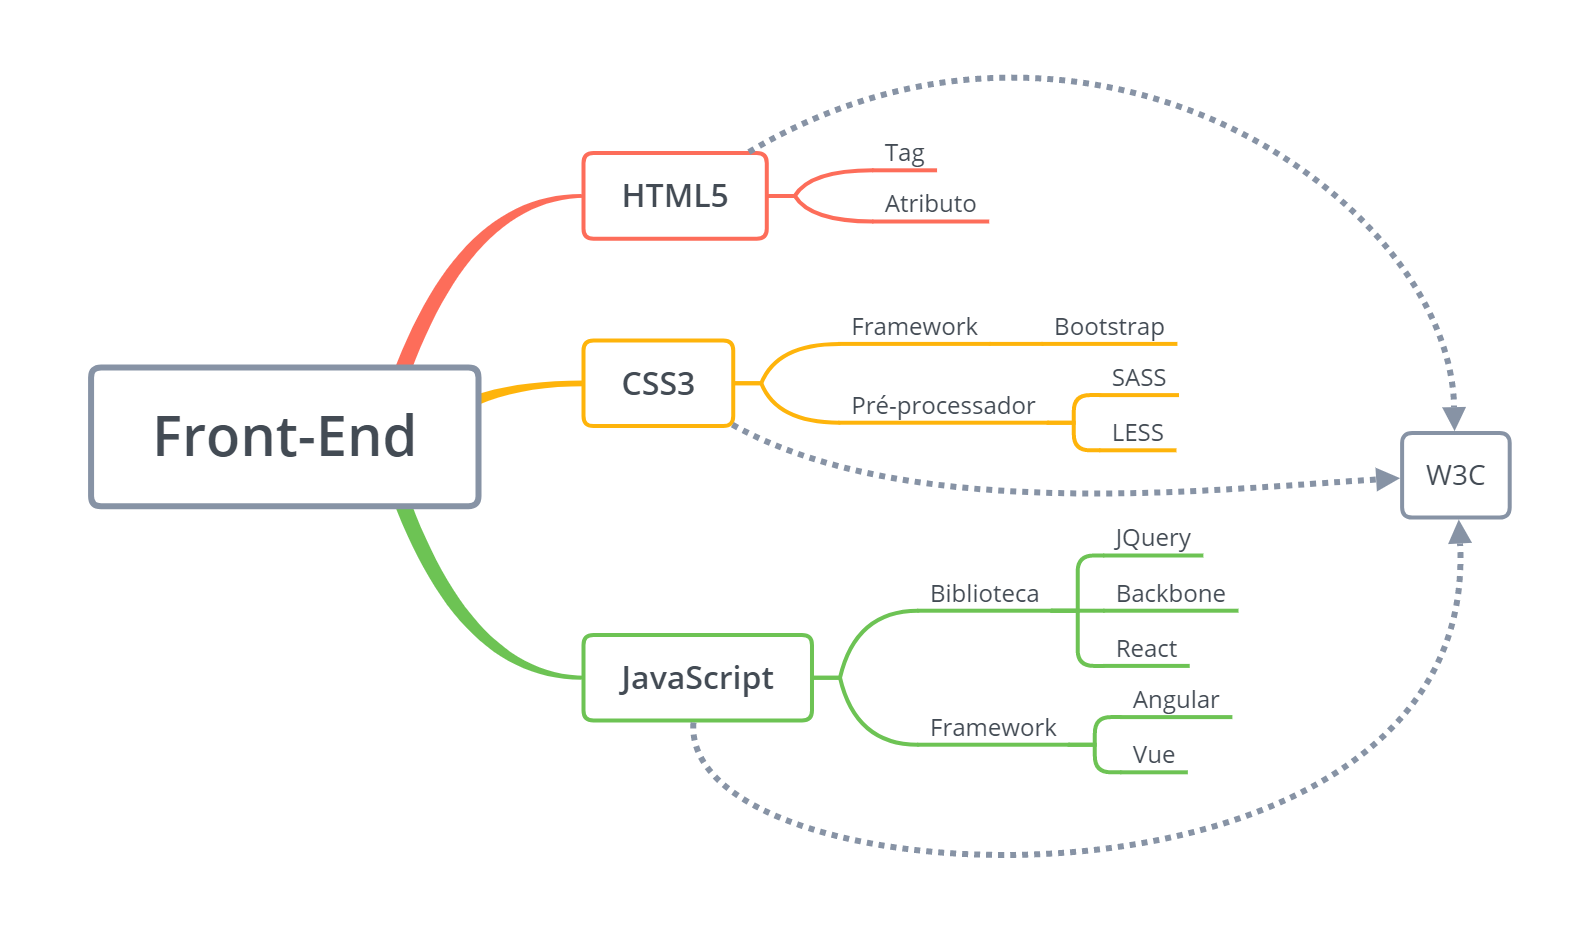 Front-End
HTML5
Tag
Atributo
CSS3
Framework
Bootstrap
Pré-processador
SASS
LESS
JavaScript
Biblioteca
JQuery
Backbone
React
Framework
Angular
Vue
W3C